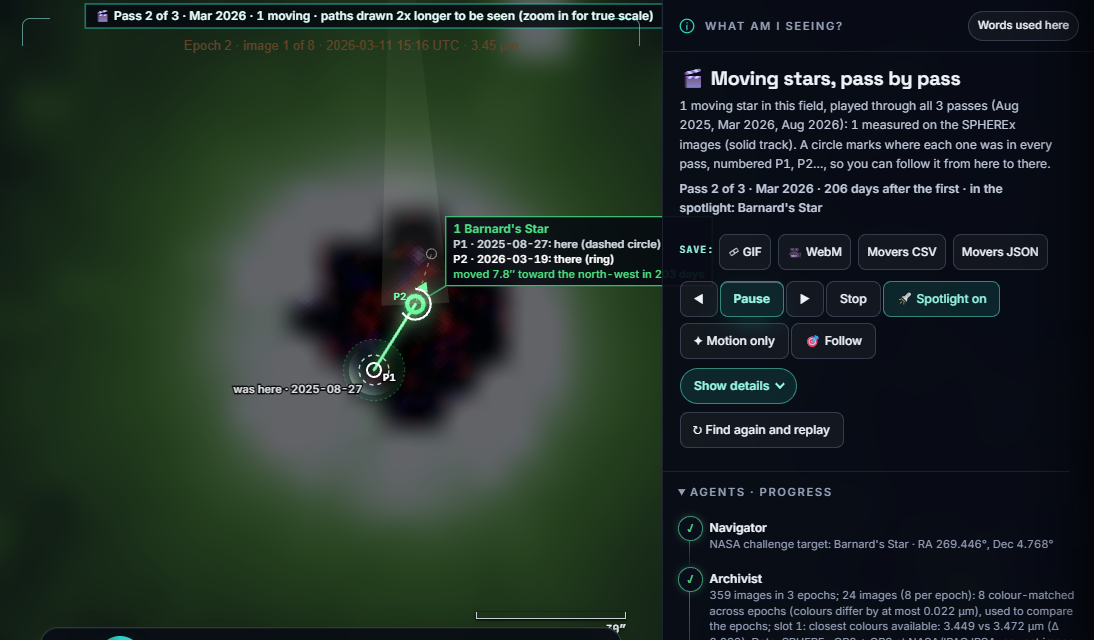 🎬 Pass 2 of 3 · Mar 2026 · 1 moving · paths drawn 2x longer to be seen (zoom in for true scale)
Epoch 2 · image 1 of 8 · 2026-03-11 15:16 UTC · 3.45 µm
1 Barnard's Star
P1 · 2025-08-27: here (dashed circle)
P2 · 2026-03-19: there (ring)
moved 7.8″ toward the north-west in 203 days
P2
P1
was here · 2025-08-27
WHAT AM I SEEING?
Words used here
🎬 Moving stars, pass by pass
1 moving star in this field, played through all 3 passes (Aug
2025, Mar 2026, Aug 2026): 1 measured on the SPHEREx
images (solid track). A circle marks where each one was in every
pass, numbered P1, P2..., so you can follow it from here to there.
Pass 2 of 3 · Mar 2026 · 206 days after the first · in the
spotlight: Barnard's Star
SAVE: GIF WebM Movers CSV Movers JSON
◀ Pause ▶ Stop 🚀 Spotlight on
✦ Motion only 🎯 Follow
Show details
↻ Find again and replay
▼ AGENTS · PROGRESS
✓ Navigator
NASA challenge target: Barnard's Star · RA 269.446°, Dec 4.768°
✓ Archivist
359 images in 3 epochs; 24 images (8 per epoch): 8 colour-matched
across epochs (colours differ by at most 0.022 µm), used to compare
the epochs; slot 1: closest colours available: 3.449 vs 3.472 µm (Δ